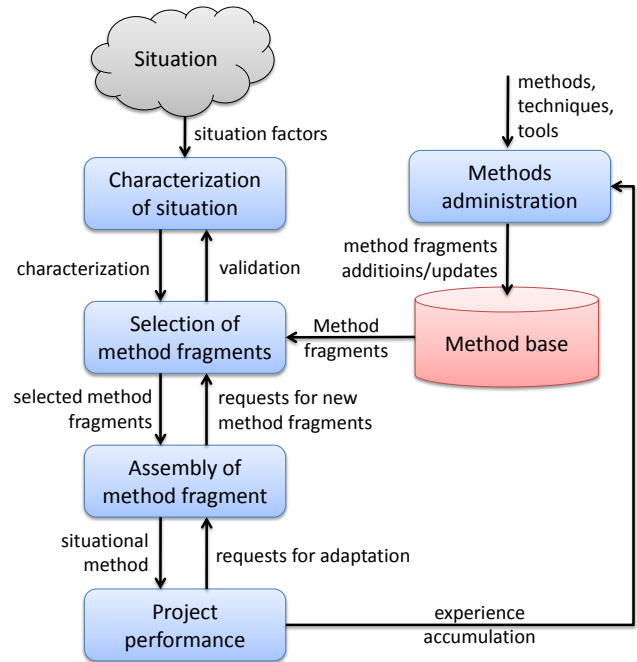 Situation
methods,
techniques,
tools
situation factors
Characterization
of situation
Methods
administration
characterization
validation
method fragments
additioins/updates
Selection of
method fragments
Method
fragments
Method base
selected method
fragments
requests for new
method fragments
Assembly of
method fragment
situational
method
requests for adaptation
Project
performance
experience
accumulation